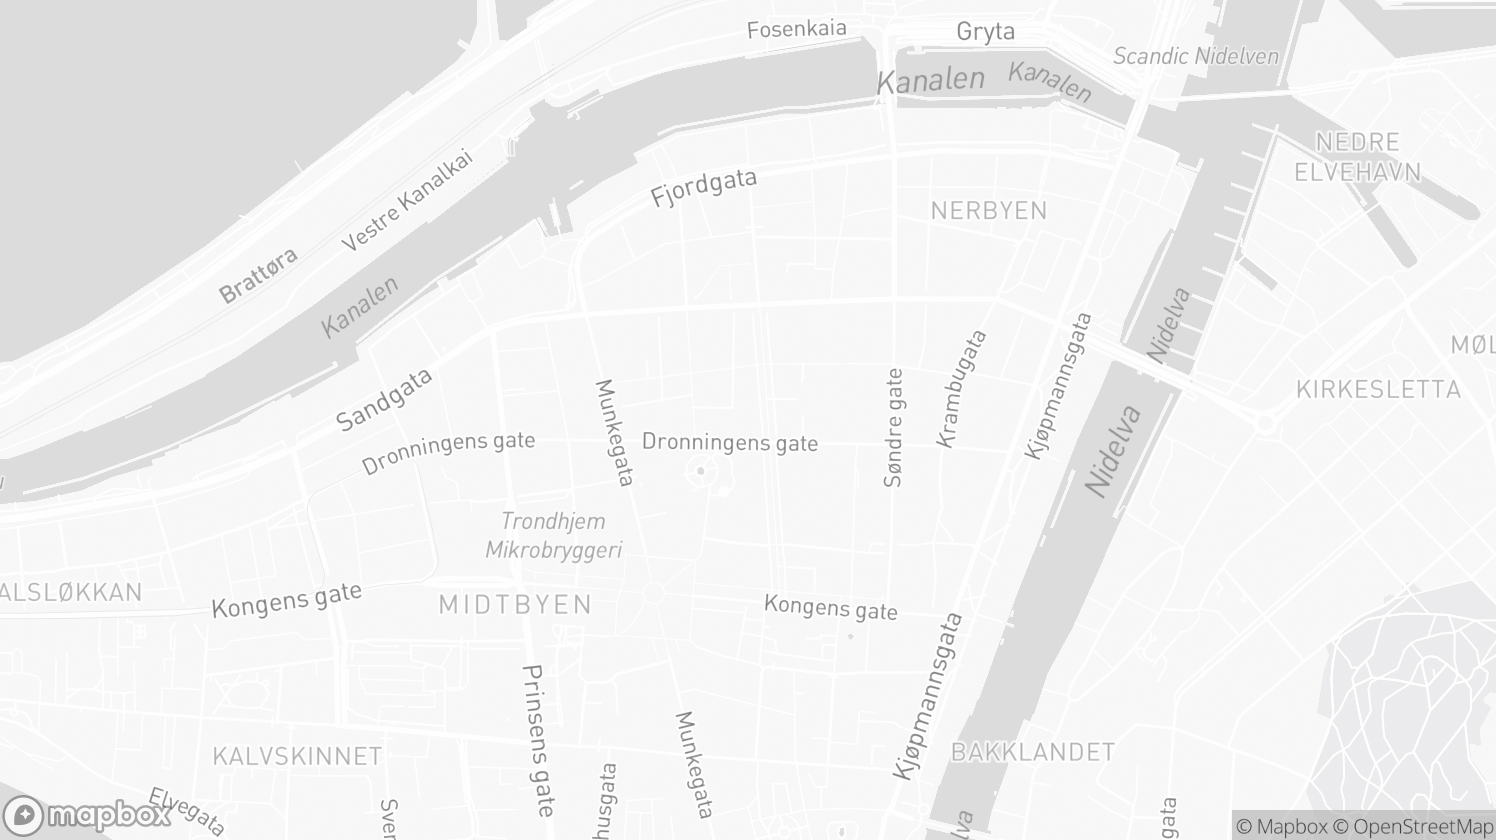 Fosenkaia
Gryta
Scandic Nidelven
Kanalen
Kanalen
NEDRE
ELVEHAVN
Vestre Kanalkai
Fjordgata
NERBYEN
Brattøra
Kanalen
Nidelva
Sandgata
Munkegata
Krambugata
Kjøpmannsgata
KIRKESLETTA
Dronningens gate
Dronningens gate
Søndre gate
Nidelva
Trondhjem
Mikrobryggeri
Kongens gate
MIDTBYEN
Kongens gate
Kjøpmannsgata
Prinsens gate
Munkegata
KALVSKINNET
BAKKLANDET
Elvegata
mapbox
© Mapbox © OpenStreetMap